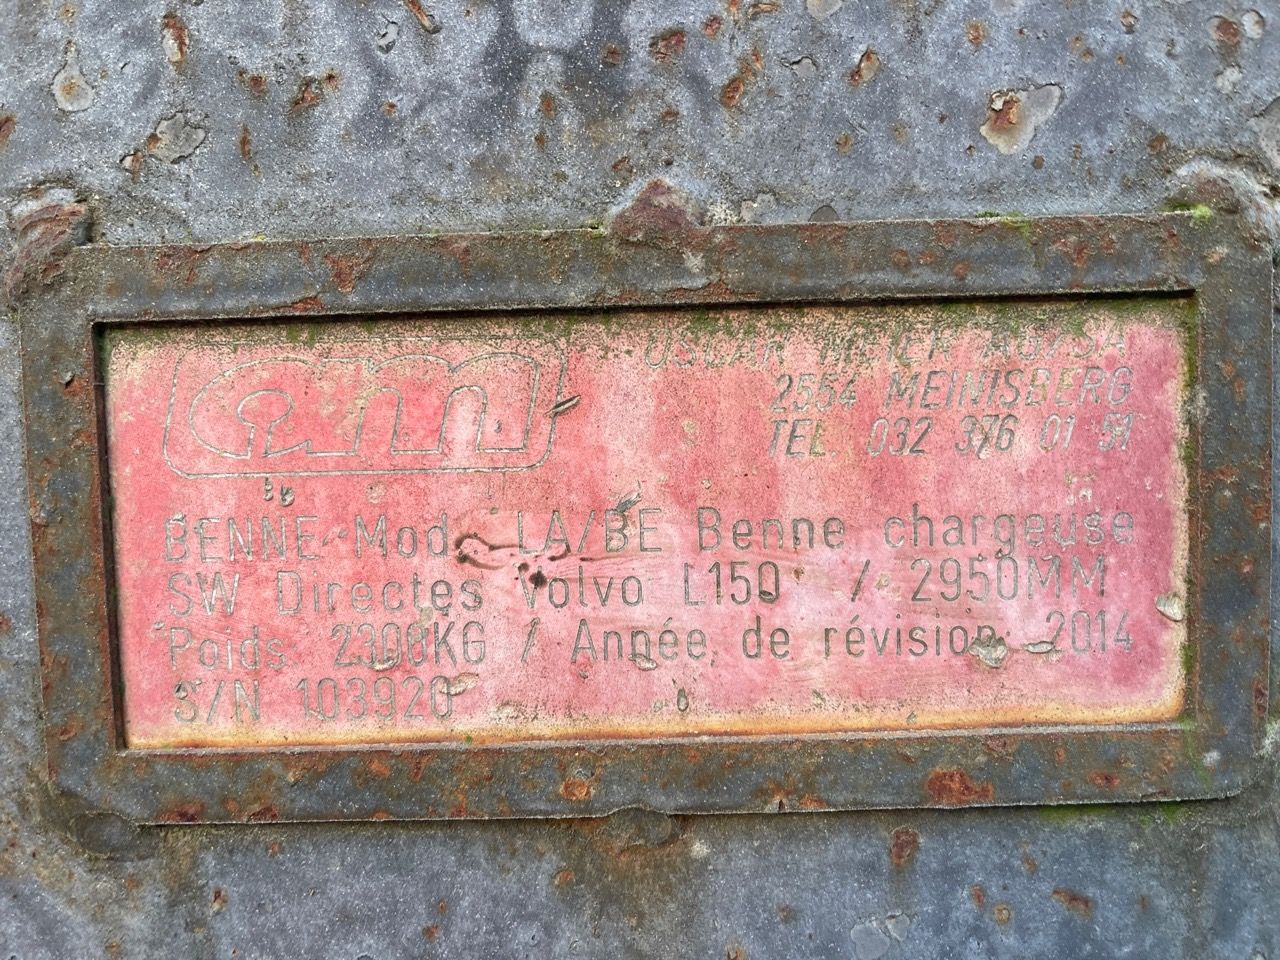 am
OSCAR MEIER AG/SA
2554 MEINISBERG
TEL. 032 376 01 51
BENNE Mod. LA/BE Benne chargeuse
SW Directes Volvo L150 / 2950MM
Poids 2300KG / Année, de révision 2014
S/N 103920